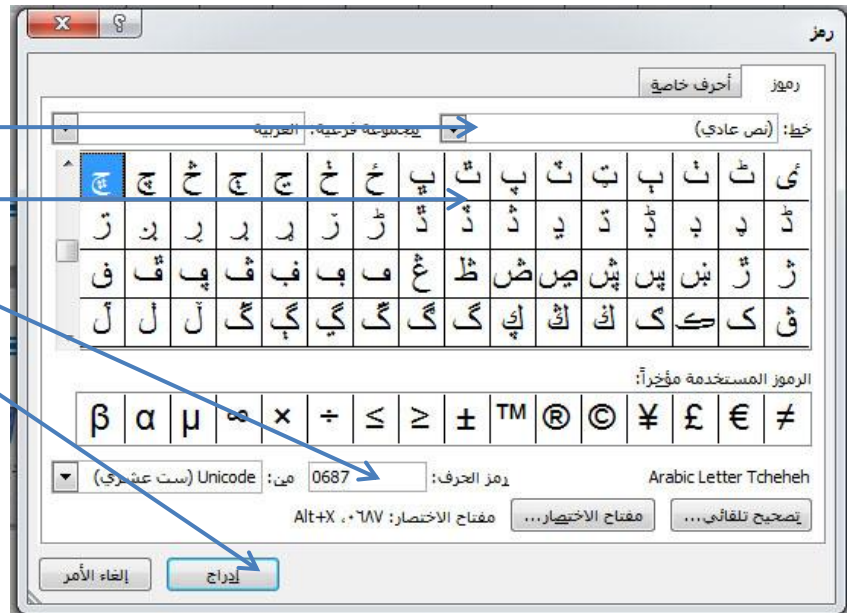 رمز
رموز أحرف خاصة
خط: (نص عادي) مجموعة فرعية: العربية
ٸ ٹ ٺ ٻ ټ ٽ پ ٿ ڀ ځ ڂ ڃ ڄ څ چ ڇ
ڈ ډ ڊ ڋ ڌ ڍ ڎ ڏ ڐ ڑ ڒ ړ ڔ ڕ ږ ڗ
ژ ڙ ښ ڛ ڜ ڝ ڞ ڟ ڠ ڡ ڢ ڣ ڤ ڥ ڦ ڧ
ڨ ک ڪ ګ ڬ ڭ ڮ گ ڰ ڱ ڲ ڳ ڴ ڵ ڶ ڷ
الرموز المستخدمة مؤخراً:
≠ € £ ¥ © ® ™ ± ≥ ≤ ÷ × ∞ µ α β
Arabic Letter Tcheheh رمز الحرف: 0687 من: Unicode (ست عشري)
تصحيح تلقائي... مفتاح الاختصار... مفتاح الاختصار: ٠٦٨٧، Alt+X
إدراج إلغاء الأمر